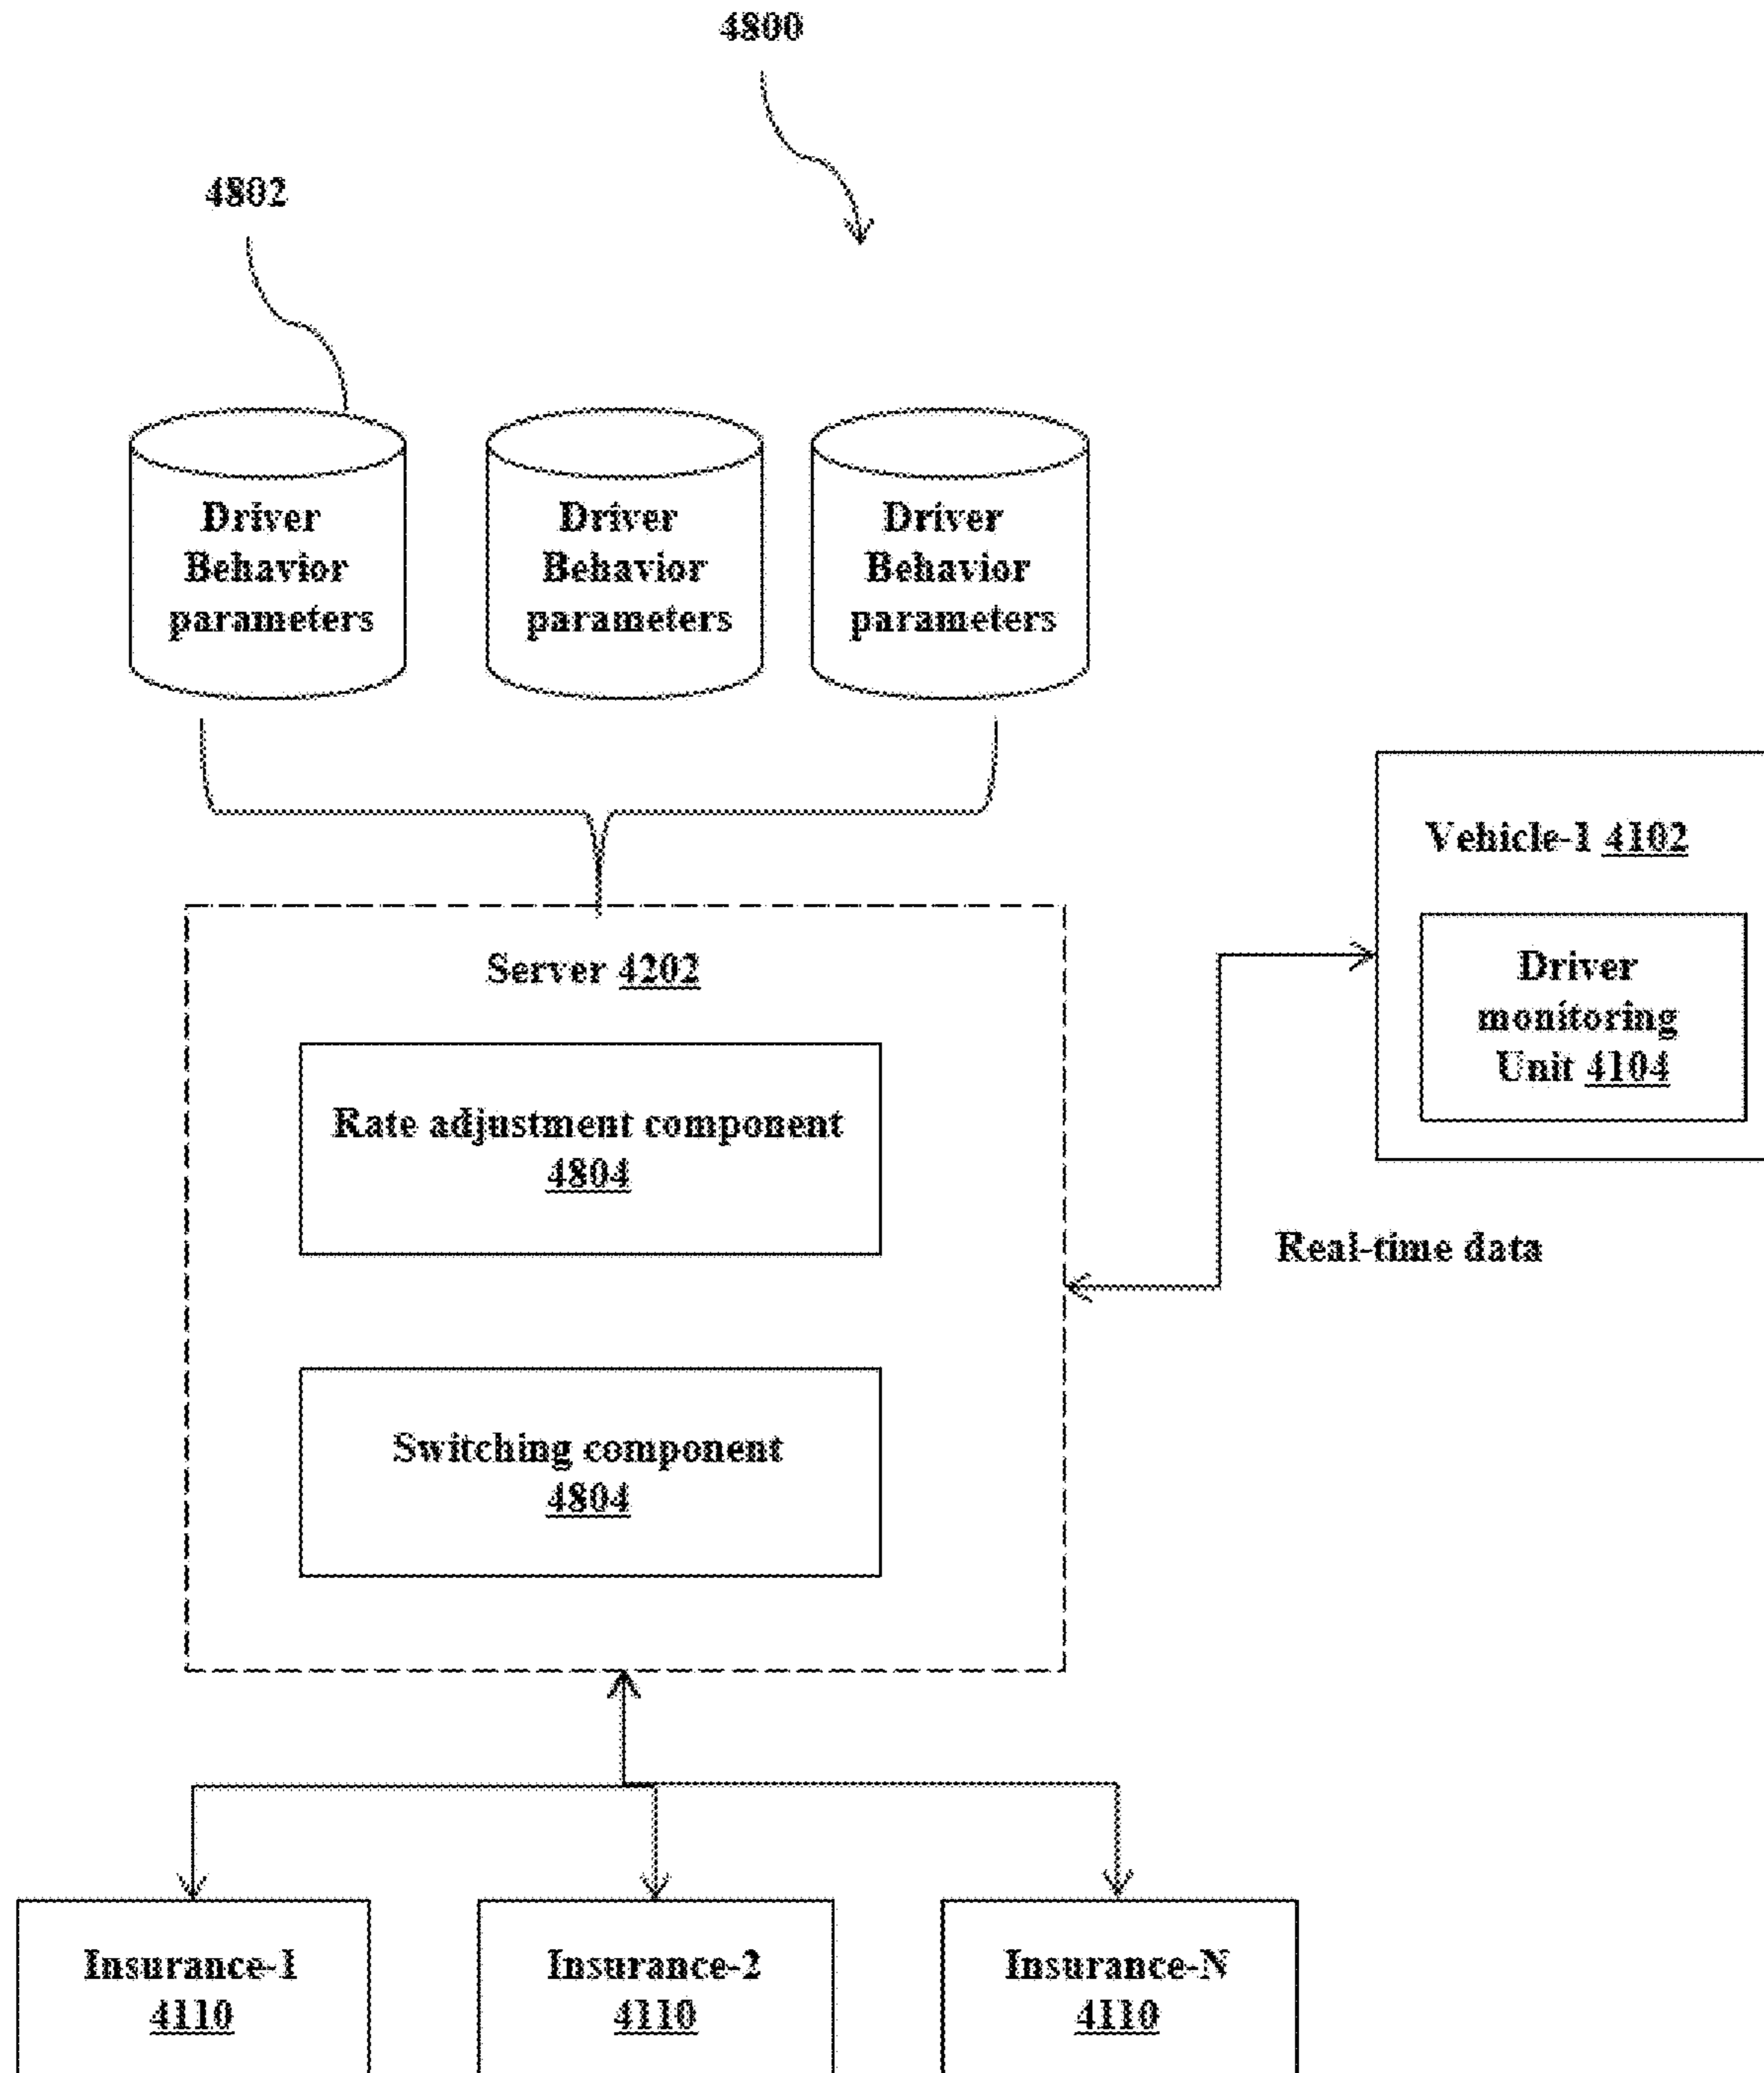 4800
4802
Driver
Behavior
parameters
Driver
Behavior
parameters
Driver
Behavior
parameters
Vehicle-1 4102
Driver
monitoring
Unit 4104
Server 4202
Rate adjustment component
4804
Real-time data
Switching component
4804
Insurance-1
4110
Insurance-2
4110
Insurance-N
4110